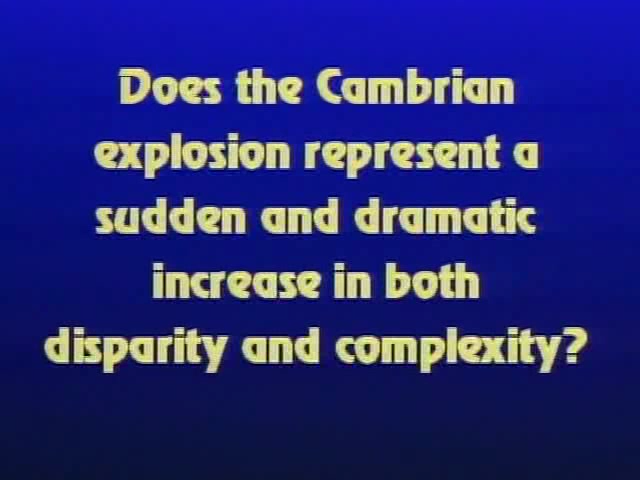 Does the Cambrian
explosion represent a
sudden and dramatic
increase in both
disparity and complexity?